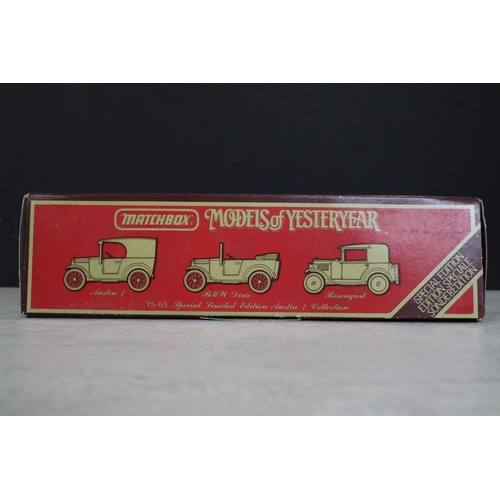 MATCHBOX MODELS of YESTERYEAR
Austin 7
BMW Dixie
Rosengart
YS-65 Special Limited Edition Austin 7 Collection
SPECIAL EDITION
EDITION SPECIALE
SONDEREDITION